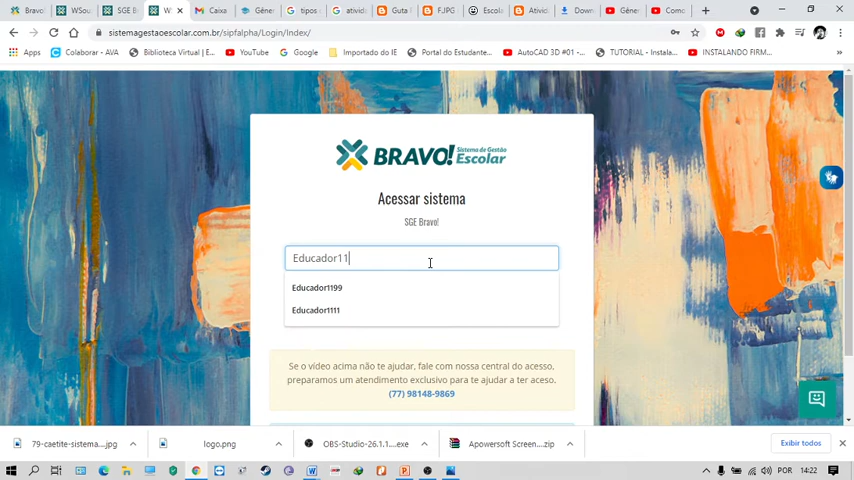 Bravo!
WSou
SGE B
W
Caixa
Gêner
tipos
ativid
Guta
F.JPG
Ativid
Escol
Down
Gêner
Como
sistemagestaoescolar.com.br/sipfalpha/Login/Index/
Apps
Colaborar - AVA
Biblioteca Virtual | E...
YouTube
Google
Importado do IE
Portal do Estudante...
AutoCAD 3D #01 -...
TUTORIAL - Instala...
INSTALANDO FIRM...
»
BRAVO! Sistema de Gestão
Escolar
Acessar sistema
SGE Bravo!
Educador11
Educador1199
Educador1111
Se o vídeo acima não te ajudar, fale com nossa central do acesso,
preparamos um atendimento exclusivo para te ajudar a ter aceso.
(77) 98148-9869
79-caetite-sistema....jpg
logo.png
OBS-Studio-26.1.1....exe
Apowersoft Screen....zip
Exibir todos
POR
14:22